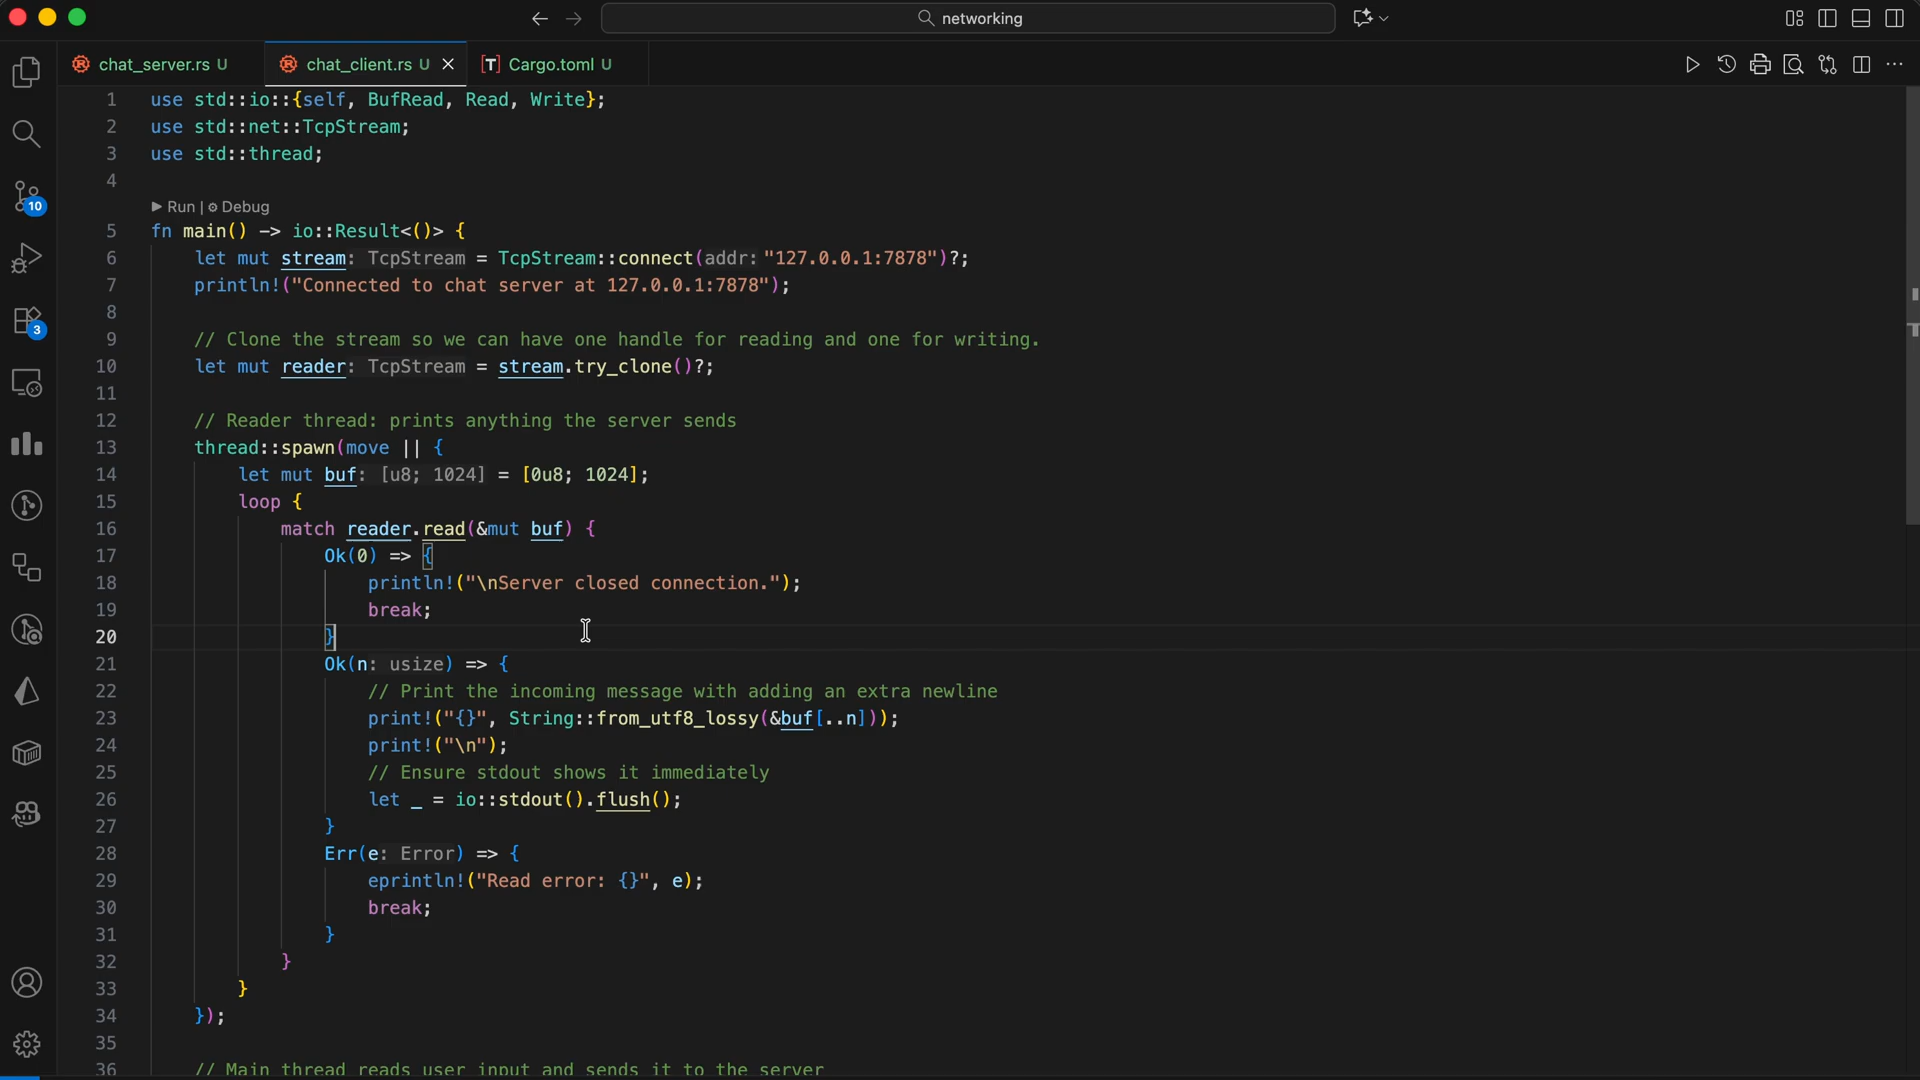 networking
chat_server.rs U
chat_client.rs U
[T] Cargo.toml U
1 use std::io::{self, BufRead, Read, Write};
2 use std::net::TcpStream;
3 use std::thread;
4
▶ Run | Debug
5 fn main() -> io::Result<()> {
6 let mut stream: TcpStream = TcpStream::connect(addr: "127.0.0.1:7878")?;
7 println!("Connected to chat server at 127.0.0.1:7878");
8
9 // Clone the stream so we can have one handle for reading and one for writing.
10 let mut reader: TcpStream = stream.try_clone()?;
11
12 // Reader thread: prints anything the server sends
13 thread::spawn(move || {
14 let mut buf: [u8; 1024] = [0u8; 1024];
15 loop {
16 match reader.read(&mut buf) {
17 Ok(0) => {
18 println!("\nServer closed connection.");
19 break;
20 }
21 Ok(n: usize) => {
22 // Print the incoming message with adding an extra newline
23 print!("{}", String::from_utf8_lossy(&buf[..n]));
24 print!("\n");
25 // Ensure stdout shows it immediately
26 let _ = io::stdout().flush();
27 }
28 Err(e: Error) => {
29 eprintln!("Read error: {}", e);
30 break;
31 }
32 }
33 }
34 });
35
36 // Main thread reads user input and sends it to the server
10
3